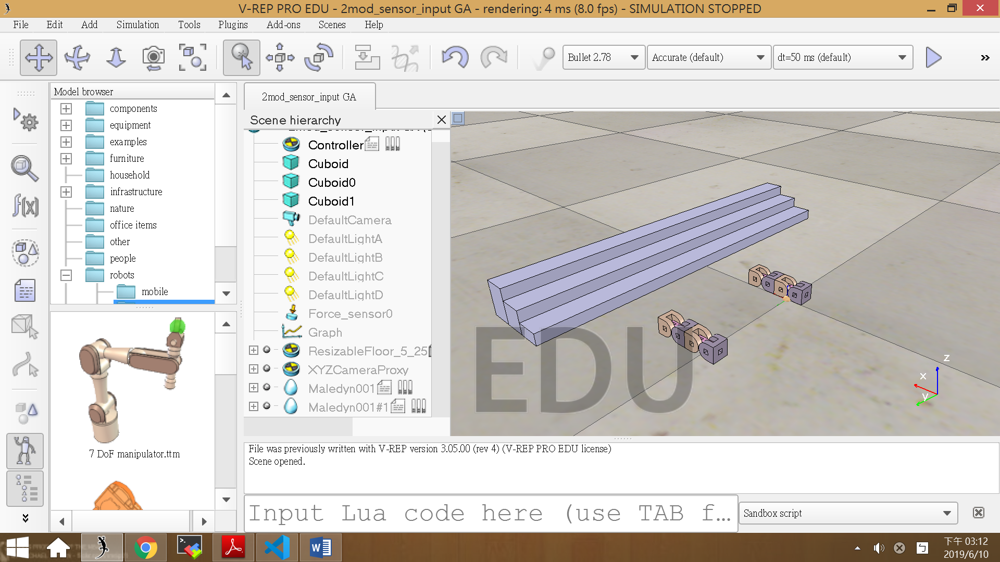 V-REP PRO EDU - 2mod_sensor_input GA - rendering: 4 ms (8.0 fps) - SIMULATION STOPPED
File Edit Add Simulation Tools Plugins Add-ons Scenes Help
Bullet 2.78 Accurate (default) dt=50 ms (default)
Model browser
components
equipment
examples
furniture
household
infrastructure
nature
office items
other
people
robots
mobile
7 DoF manipulator.ttm
2mod_sensor_input GA
Scene hierarchy
Controller
Cuboid
Cuboid0
Cuboid1
DefaultCamera
DefaultLightA
DefaultLightB
DefaultLightC
DefaultLightD
Force_sensor0
Graph
ResizableFloor_5_25
XYZCameraProxy
Maledyn001
Maledyn001#1
f(x)
EDU
z
x
y
File was previously written with V-REP version 3.05.00 (rev 4) (V-REP PRO EDU license)
Scene opened.
Input Lua code here (use TAB f...
Sandbox script
下午 03:12
2019/6/10